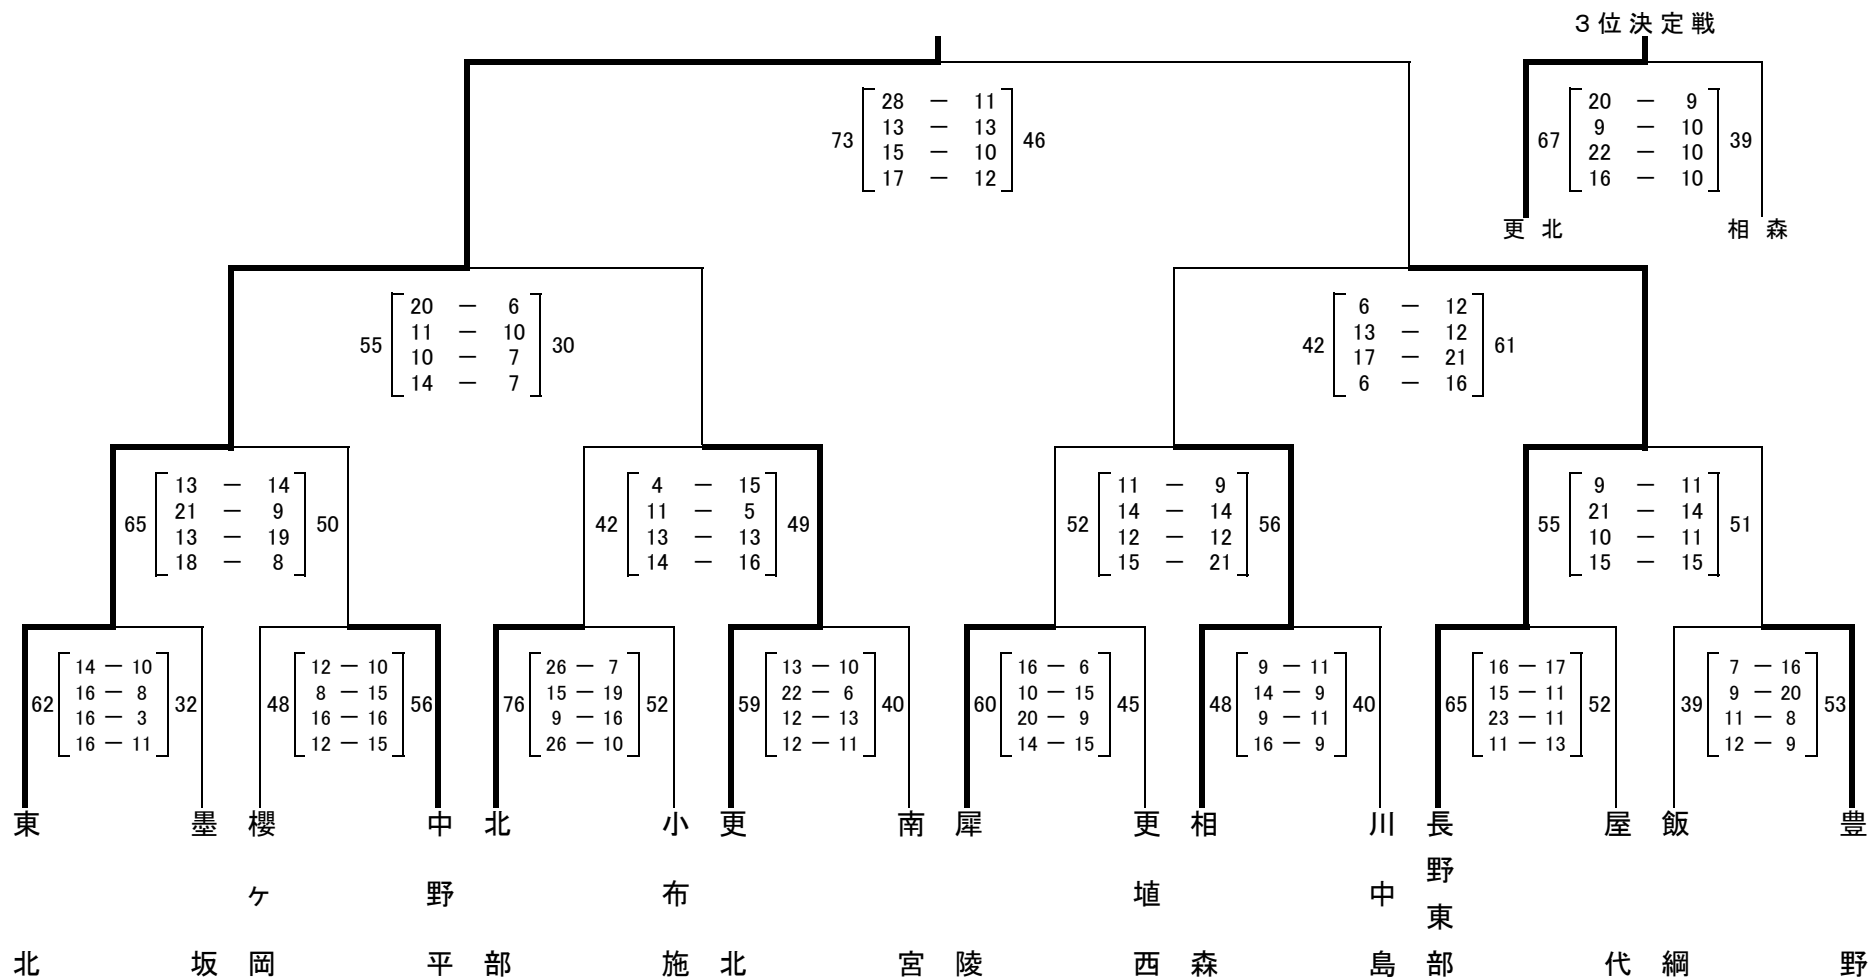 3位決定戦
73 46
28 － 11
13 － 13
15 － 10
17 － 12
67 39
20 － 9
9 － 10
22 － 10
16 － 10
更北 相森
55 30
20 － 6
11 － 10
10 － 7
14 － 7
42 61
6 － 12
13 － 12
17 － 21
6 － 16
65 50
13 － 14
21 － 9
13 － 19
18 － 8
42 49
4 － 15
11 － 5
13 － 13
14 － 16
52 56
11 － 9
14 － 14
12 － 12
15 － 21
55 51
9 － 11
21 － 14
10 － 11
15 － 15
62 32
14 － 10
16 － 8
16 － 3
16 － 11
48 56
12 － 10
8 － 15
16 － 16
12 － 15
76 52
26 － 7
15 － 19
9 － 16
26 － 10
59 40
13 － 10
22 － 6
12 － 13
12 － 11
60 45
16 － 6
10 － 15
20 － 9
14 － 15
48 40
9 － 11
14 － 9
9 － 11
16 － 9
65 52
16 － 17
15 － 11
23 － 11
11 － 13
39 53
7 － 16
9 － 20
11 － 8
12 － 9
東北
墨坂
櫻ヶ岡
中野平
北部
小布施
更北
南宮
犀陵
更埴西
相森
川中島
長野東部
屋代
飯綱
豊野